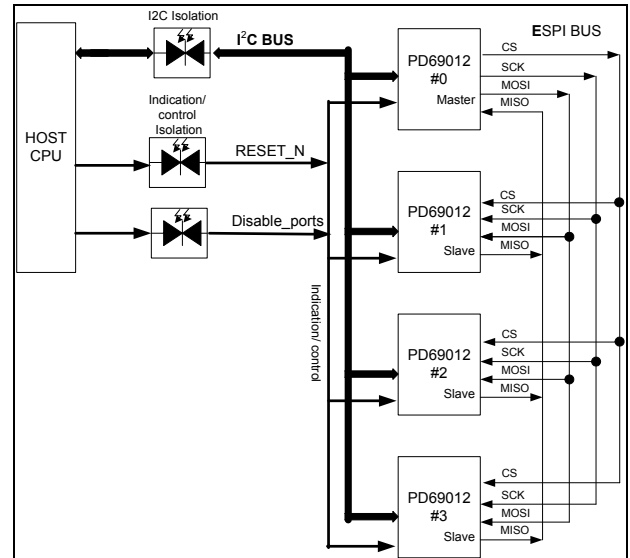 I2C Isolation
I²C BUS
ESPI BUS
HOST
CPU
Indication/
control
Isolation
RESET_N
Disable_ports
Indication/ control
PD69012
#0
Master
CS
SCK
MOSI
MISO
PD69012
#1
Slave
CS
SCK
MOSI
MISO
PD69012
#2
Slave
CS
SCK
MOSI
MISO
PD69012
#3
Slave
CS
SCK
MOSI
MISO